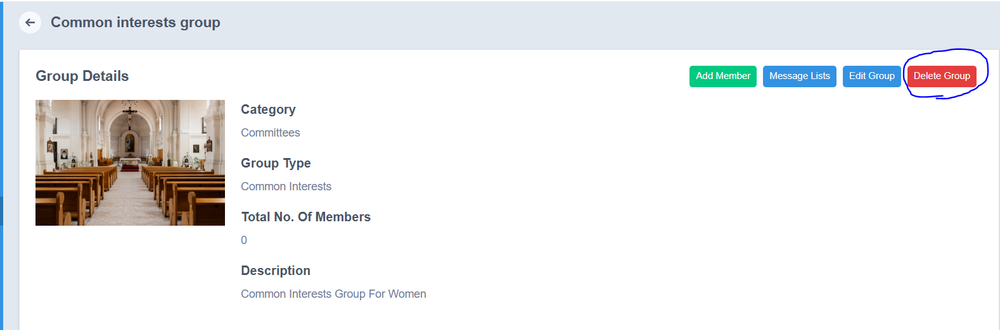 Common interests group
Group Details
Add Member
Message Lists
Edit Group
Delete Group
Category
Committees
Group Type
Common Interests
Total No. Of Members
0
Description
Common Interests Group For Women